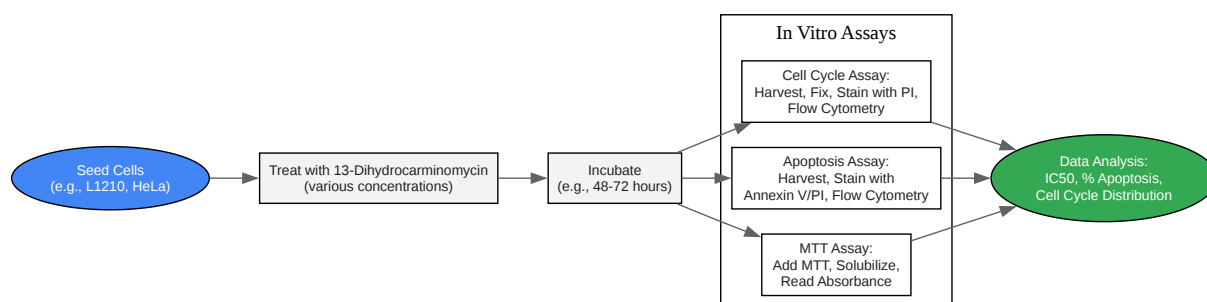 Seed Cells
(e.g., L1210, HeLa)
Treat with 13-Dihydrocarminomycin
(various concentrations)
Incubate
(e.g., 48-72 hours)
In Vitro Assays
Cell Cycle Assay:
Harvest, Fix, Stain with PI,
Flow Cytometry
Apoptosis Assay:
Harvest, Stain with
Annexin V/PI, Flow Cytometry
MTT Assay:
Add MTT, Solubilize,
Read Absorbance
Data Analysis:
IC50, % Apoptosis,
Cell Cycle Distribution